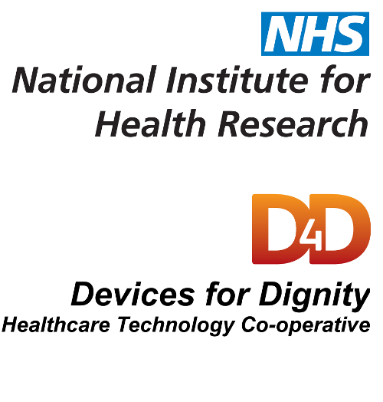 NHS
National Institute for
Health Research
D4D
Devices for Dignity
Healthcare Technology Co-operative